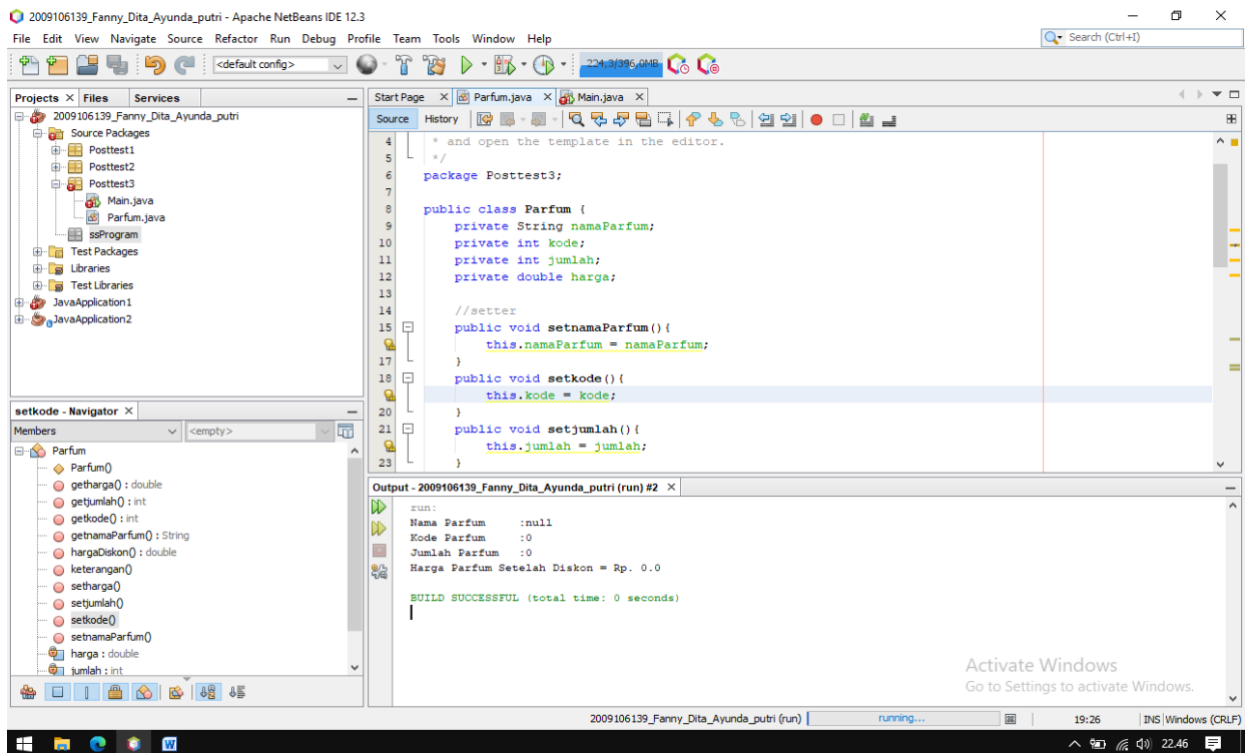 2009106139_Fanny_Dita_Ayunda_putri - Apache NetBeans IDE 12.3
File Edit View Navigate Source Refactor Run Debug Profile Team Tools Window Help
Search (Ctrl+I)
<default config>
224,3/396,0MB
Projects Files Services
2009106139_Fanny_Dita_Ayunda_putri
Source Packages
Posttest1
Posttest2
Posttest3
Main.java
Parfum.java
ssProgram
Test Packages
Libraries
Test Libraries
JavaApplication1
JavaApplication2
setkode - Navigator
Members <empty>
Parfum
Parfum()
getharga() : double
getjumlah() : int
getkode() : int
getnamaParfum() : String
hargaDiskon() : double
keterangan()
setharga()
setjumlah()
setkode()
setnamaParfum()
harga : double
jumlah : int
Start Page Parfum.java Main.java
Source History
4 * and open the template in the editor.
5 */
6 package Posttest3;
7
8 public class Parfum {
9 private String namaParfum;
10 private int kode;
11 private int jumlah;
12 private double harga;
13
14 //setter
15 public void setnamaParfum(){
this.namaParfum = namaParfum;
17 }
18 public void setkode(){
this.kode = kode;
20 }
21 public void setjumlah(){
this.jumlah = jumlah;
23 }
Output - 2009106139_Fanny_Dita_Ayunda_putri (run) #2
run:
Nama Parfum :null
Kode Parfum :0
Jumlah Parfum :0
Harga Parfum Setelah Diskon = Rp. 0.0
BUILD SUCCESSFUL (total time: 0 seconds)
Activate Windows
Go to Settings to activate Windows.
2009106139_Fanny_Dita_Ayunda_putri (run) running... 19:26 INS Windows (CRLF)
22.46